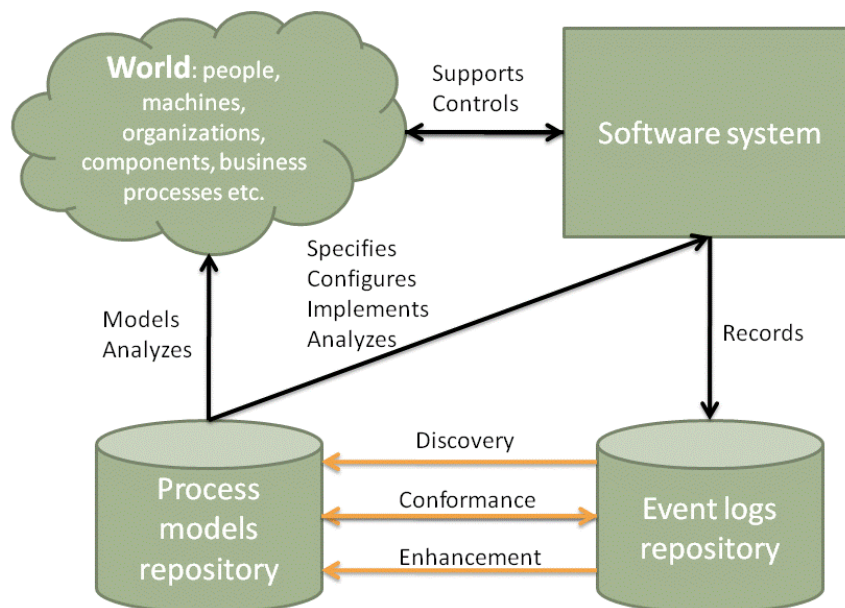 World: people,
machines,
organizations,
components, business
processes etc.
Supports
Controls
Software system
Specifies
Configures
Implements
Analyzes
Models
Analyzes
Records
Discovery
Conformance
Enhancement
Process
models
repository
Event logs
repository